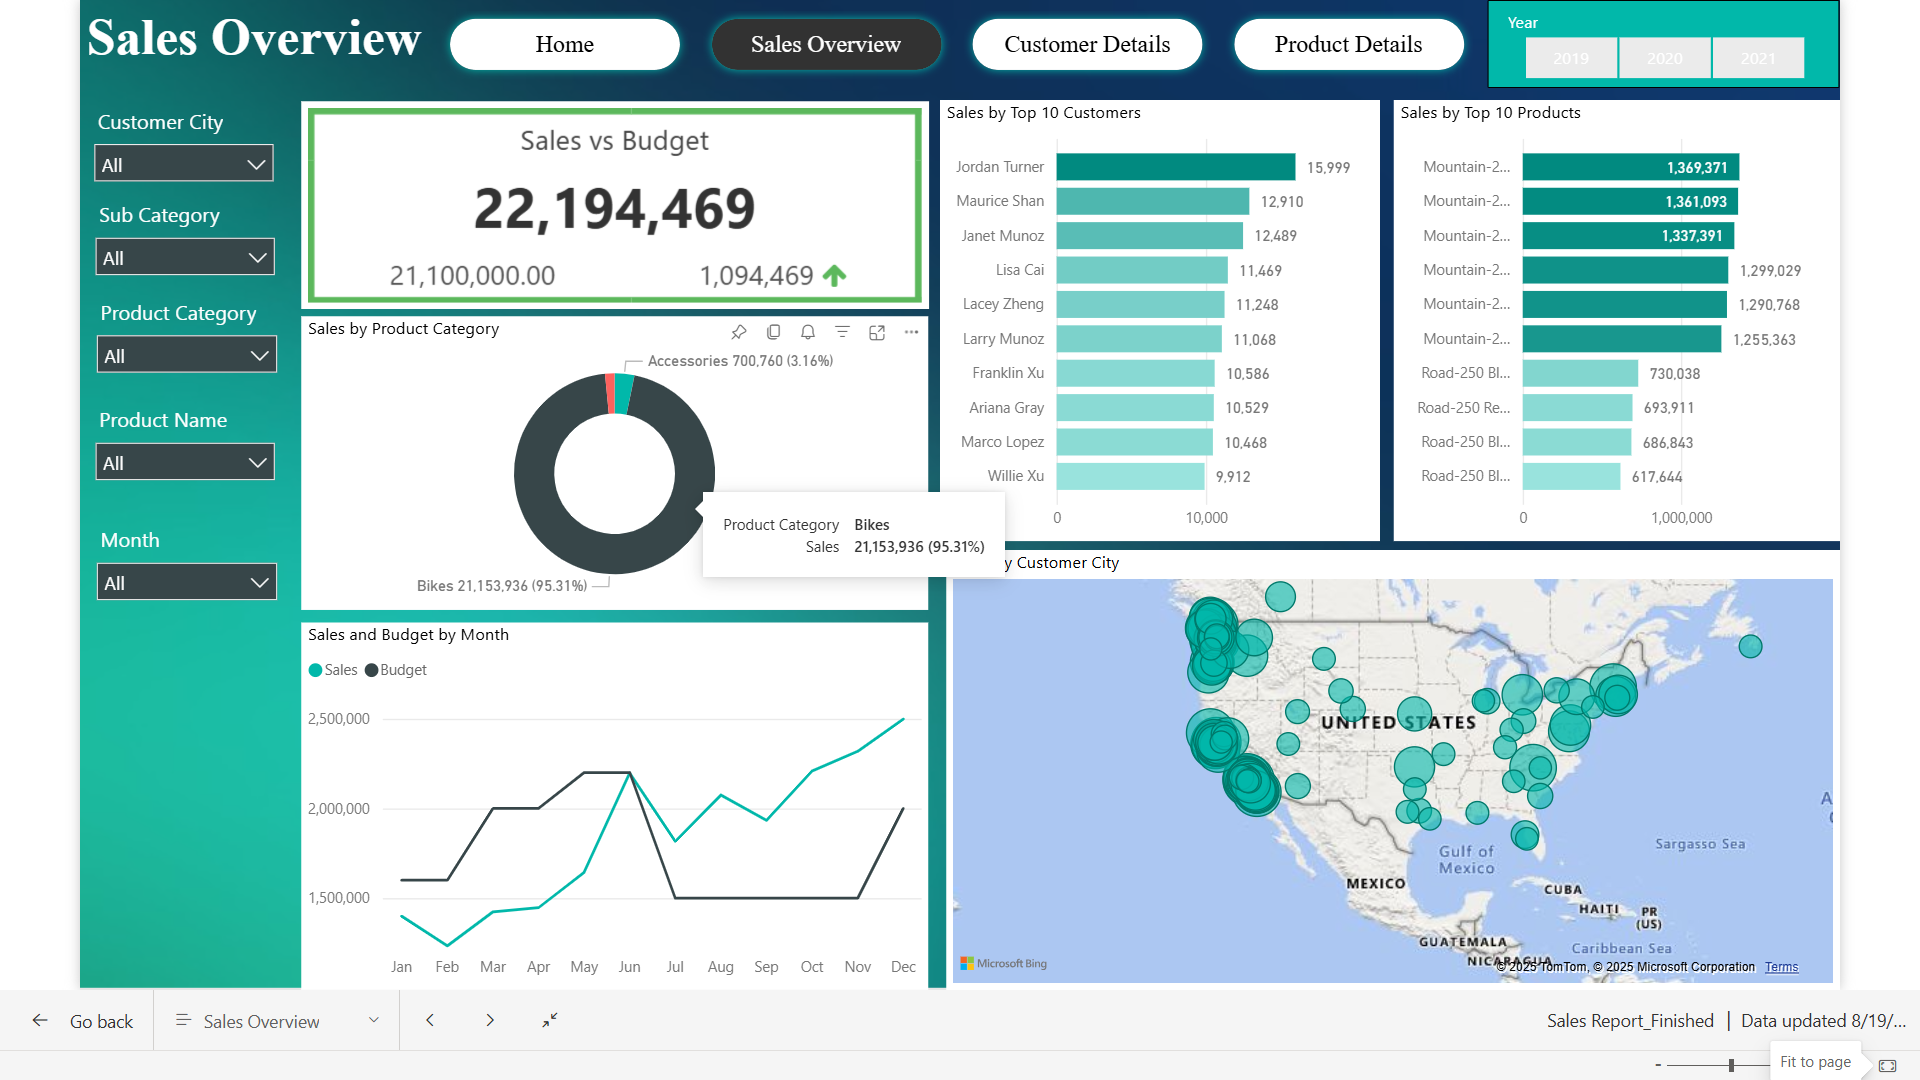 Sales Overview
Home
Sales Overview
Customer Details
Product Details
Year
2019
2020
2021
Customer City
All
Sub Category
All
Product Category
All
Product Name
All
Month
All
Sales vs Budget
22,194,469
21,100,000.00
1,094,469
Sales by Product Category
Accessories 700,760 (3.16%)
Bikes 21,153,936 (95.31%)
Product Category Bikes
Sales 21,153,936 (95.31%)
Sales and Budget by Month
Sales Budget
2,500,000
2,000,000
1,500,000
Jan Feb Mar Apr May Jun Jul Aug Sep Oct Nov Dec
Sales by Top 10 Customers
Jordan Turner 15,999
Maurice Shan 12,910
Janet Munoz 12,489
Lisa Cai 11,469
Lacey Zheng 11,248
Larry Munoz 11,068
Franklin Xu 10,586
Ariana Gray 10,529
Marco Lopez 10,468
Willie Xu 9,912
0 10,000
Sales by Top 10 Products
Mountain-2... 1,369,371
Mountain-2... 1,361,093
Mountain-2... 1,337,391
Mountain-2... 1,299,029
Mountain-2... 1,290,768
Mountain-2... 1,255,363
Road-250 Bl... 730,038
Road-250 Re... 693,911
Road-250 Bl... 686,843
Road-250 Bl... 617,644
0 1,000,000
y Customer City
UNITED STATES
Gulf of
Mexico
Sargasso Sea
MEXICO
CUBA
HAITI
PR
(US)
GUATEMALA
Caribbean Sea
NICARAGUA
Microsoft Bing
© 2025 TomTom, © 2025 Microsoft Corporation Terms
Go back
Sales Overview
Sales Report_Finished | Data updated 8/19/...
Fit to page